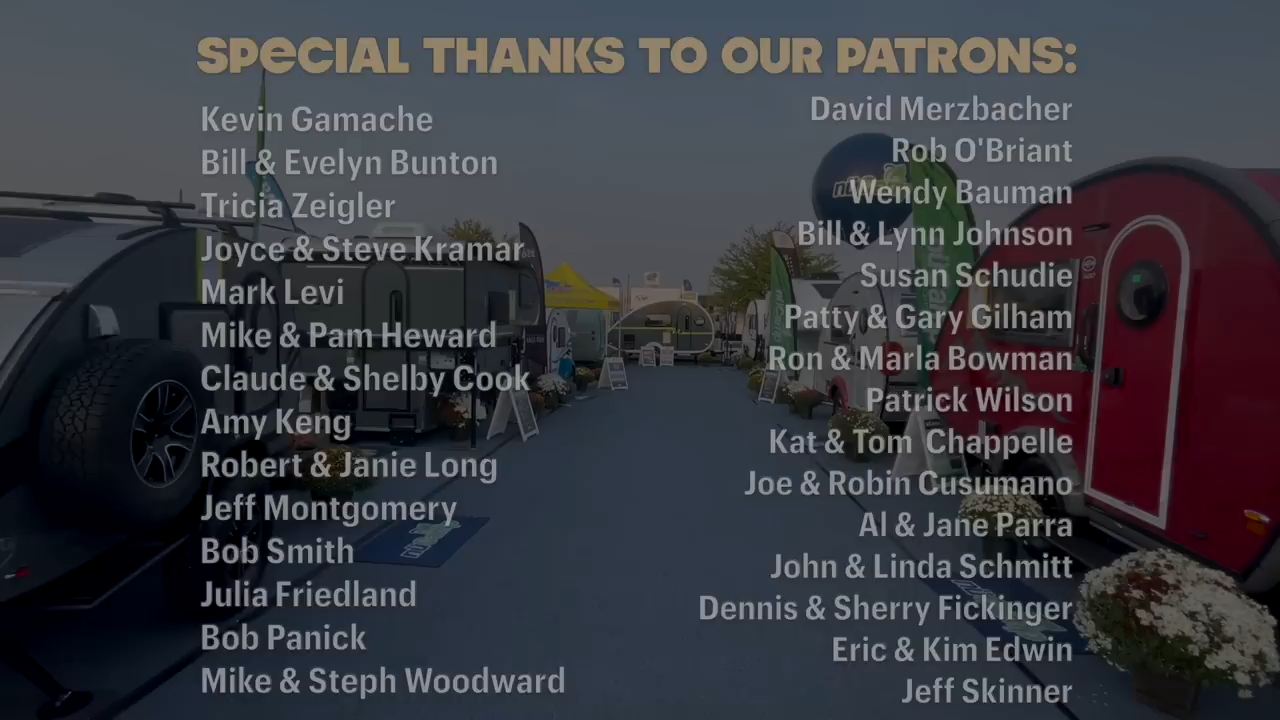 SPECIAL THANKS TO OUR PATRONS:
Kevin Gamache
Bill & Evelyn Bunton
Tricia Zeigler
Joyce & Steve Kramar
Mark Levi
Mike & Pam Heward
Claude & Shelby Cook
Amy Keng
Robert & Janie Long
Jeff Montgomery
Bob Smith
Julia Friedland
Bob Panick
Mike & Steph Woodward
David Merzbacher
Rob O'Briant
Wendy Bauman
Bill & Lynn Johnson
Susan Schudie
Patty & Gary Gilham
Ron & Marla Bowman
Patrick Wilson
Kat & Tom Chappelle
Joe & Robin Cusumano
Al & Jane Parra
John & Linda Schmitt
Dennis & Sherry Fickinger
Eric & Kim Edwin
Jeff Skinner